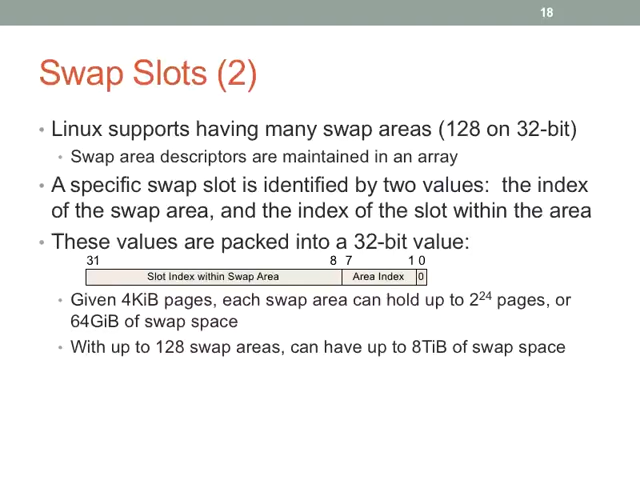 18
Swap Slots (2)
• Linux supports having many swap areas (128 on 32-bit)
• Swap area descriptors are maintained in an array
• A specific swap slot is identified by two values: the index
of the swap area, and the index of the slot within the area
• These values are packed into a 32-bit value:
31 8 7 1 0
Slot Index within Swap Area Area Index 0
• Given 4KiB pages, each swap area can hold up to 2²⁴ pages, or
64GiB of swap space
• With up to 128 swap areas, can have up to 8TiB of swap space